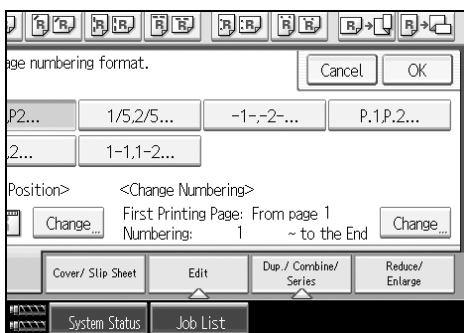 age numbering format.
Cancel
OK
,P2...
1/5,2/5...
-1-,-2-...
P.1,P.2...
,2...
1-1,1-2...
Position>
<Change Numbering>
Change...
First Printing Page: From page 1
Numbering: 1 ~ to the End
Change...
Cover/ Slip Sheet
Edit
Dup./ Combine/
Series
Reduce/
Enlarge
System Status
Job List